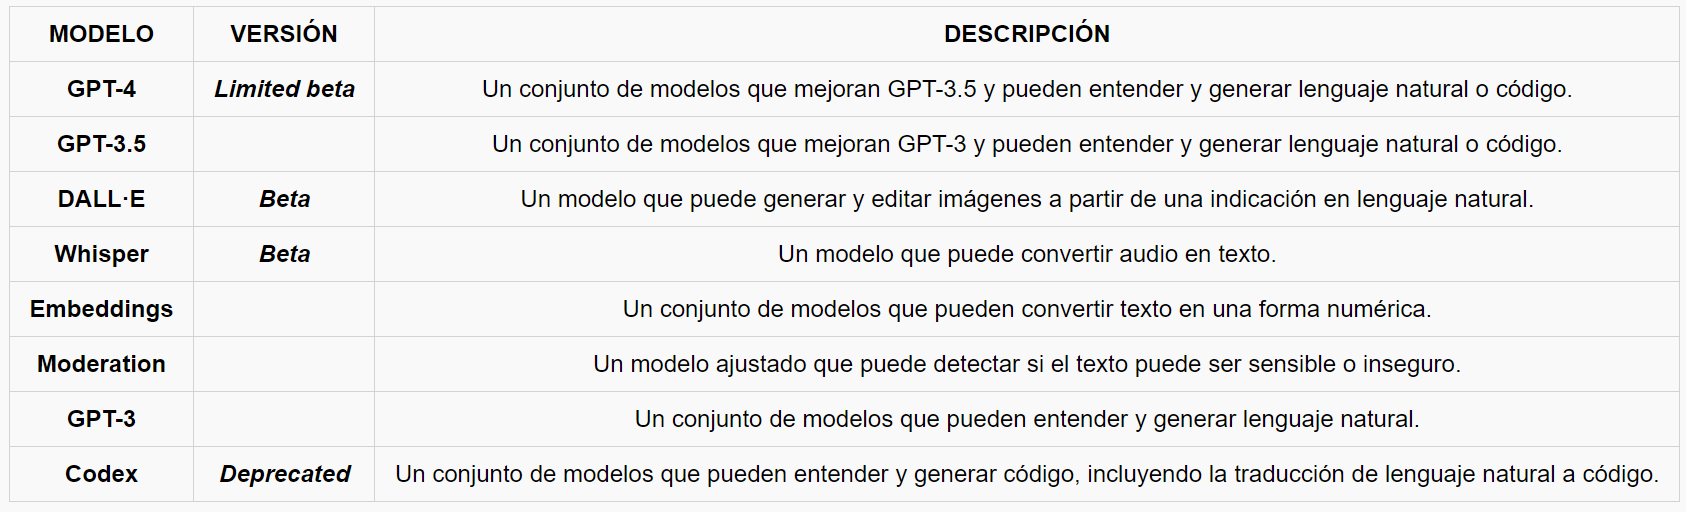 MODELO VERSIÓN DESCRIPCIÓN
GPT-4 Limited beta Un conjunto de modelos que mejoran GPT-3.5 y pueden entender y generar lenguaje natural o código.
GPT-3.5 Un conjunto de modelos que mejoran GPT-3 y pueden entender y generar lenguaje natural o código.
DALL·E Beta Un modelo que puede generar y editar imágenes a partir de una indicación en lenguaje natural.
Whisper Beta Un modelo que puede convertir audio en texto.
Embeddings Un conjunto de modelos que pueden convertir texto en una forma numérica.
Moderation Un modelo ajustado que puede detectar si el texto puede ser sensible o inseguro.
GPT-3 Un conjunto de modelos que pueden entender y generar lenguaje natural.
Codex Deprecated Un conjunto de modelos que pueden entender y generar código, incluyendo la traducción de lenguaje natural a código.